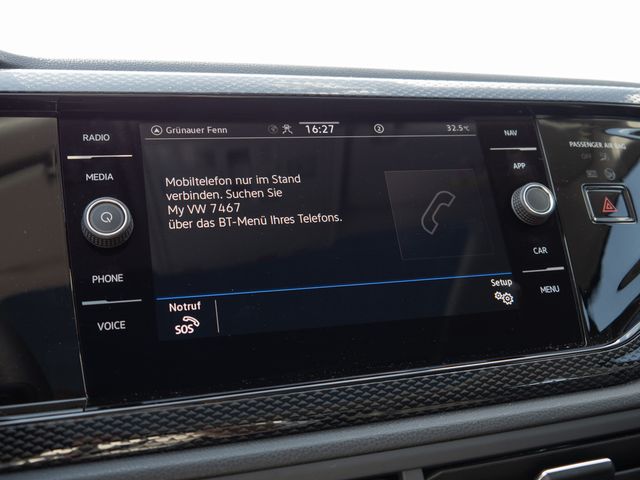 RADIO
MEDIA
PHONE
VOICE
Grünauer Fenn
16:27
2
32.5°C
Mobiltelefon nur im Stand
verbinden. Suchen Sie
My VW 7467
über das BT-Menü Ihres Telefons.
Notruf
SOS
Setup
NAV
APP
CAR
MENU
PASSENGER AIR BAG